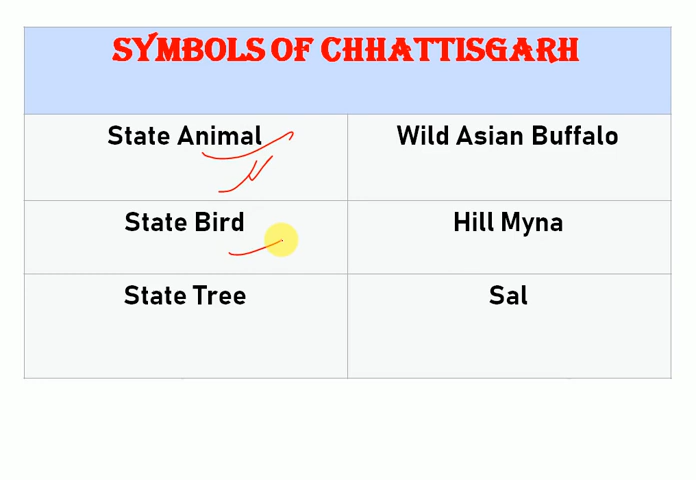 SYMBOLS OF CHHATTISGARH
State Animal Wild Asian Buffalo
State Bird Hill Myna
State Tree Sal